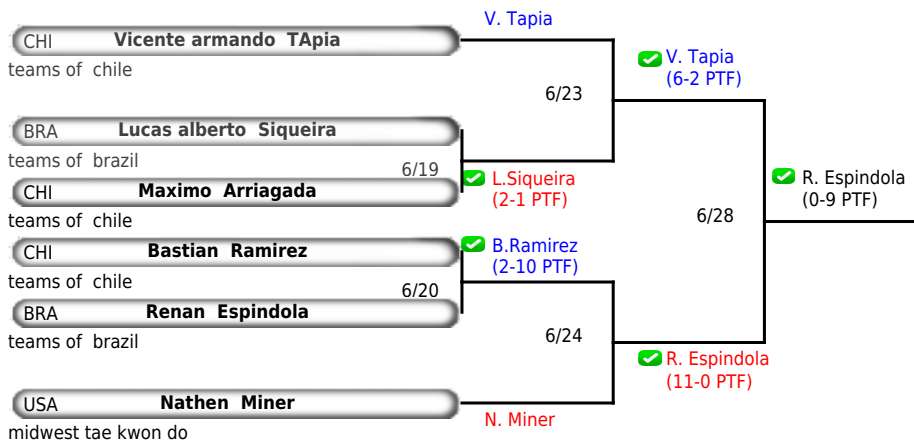 V. Tapia
CHI Vicente armando TApia
teams of chile
V. Tapia
(6-2 PTF)
6/23
BRA Lucas alberto Siqueira
teams of brazil
6/19
L.Siqueira
(2-1 PTF)
CHI Maximo Arriagada
teams of chile
R. Espindola
(0-9 PTF)
6/28
CHI Bastian Ramirez
teams of chile
B.Ramirez
(2-10 PTF)
6/20
BRA Renan Espindola
teams of brazil
6/24
R. Espindola
(11-0 PTF)
USA Nathen Miner
midwest tae kwon do
N. Miner